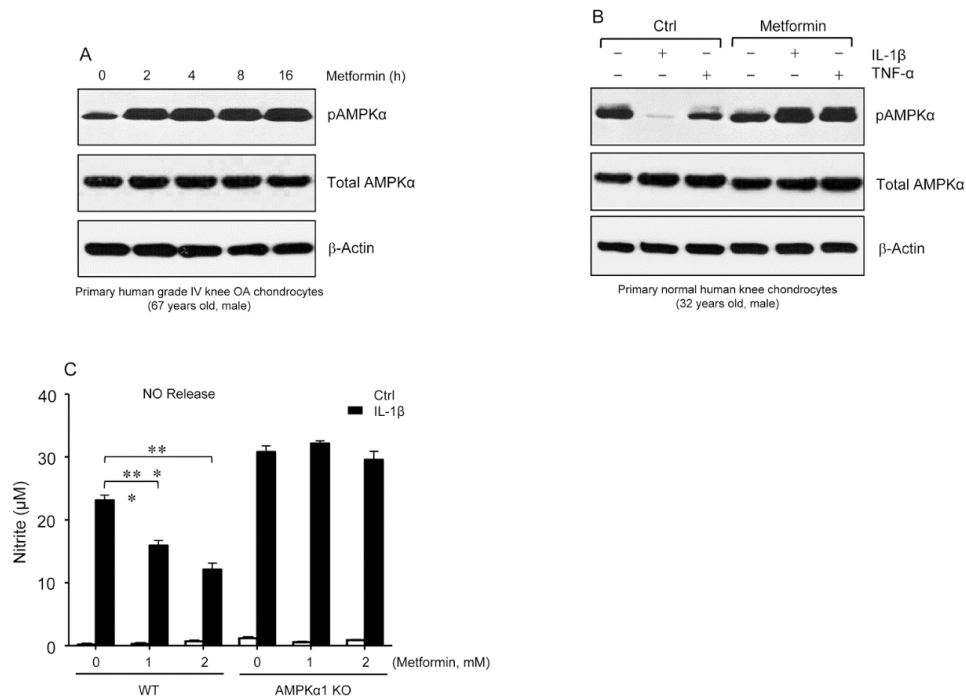 A
0 2 4 8 16 Metformin (h)
pAMPKα
Total AMPKα
β-Actin
Primary human grade IV knee OA chondrocytes
(67 years old, male)
B
Ctrl Metformin
– + – – + – IL-1β
– – + – – + TNF-α
pAMPKα
Total AMPKα
β-Actin
Primary normal human knee chondrocytes
(32 years old, male)
C
NO Release
Ctrl
IL-1β
**
** *
*
Nitrite (μM)
40
30
20
10
0
0 1 2 0 1 2 (Metformin, mM)
WT AMPKα1 KO